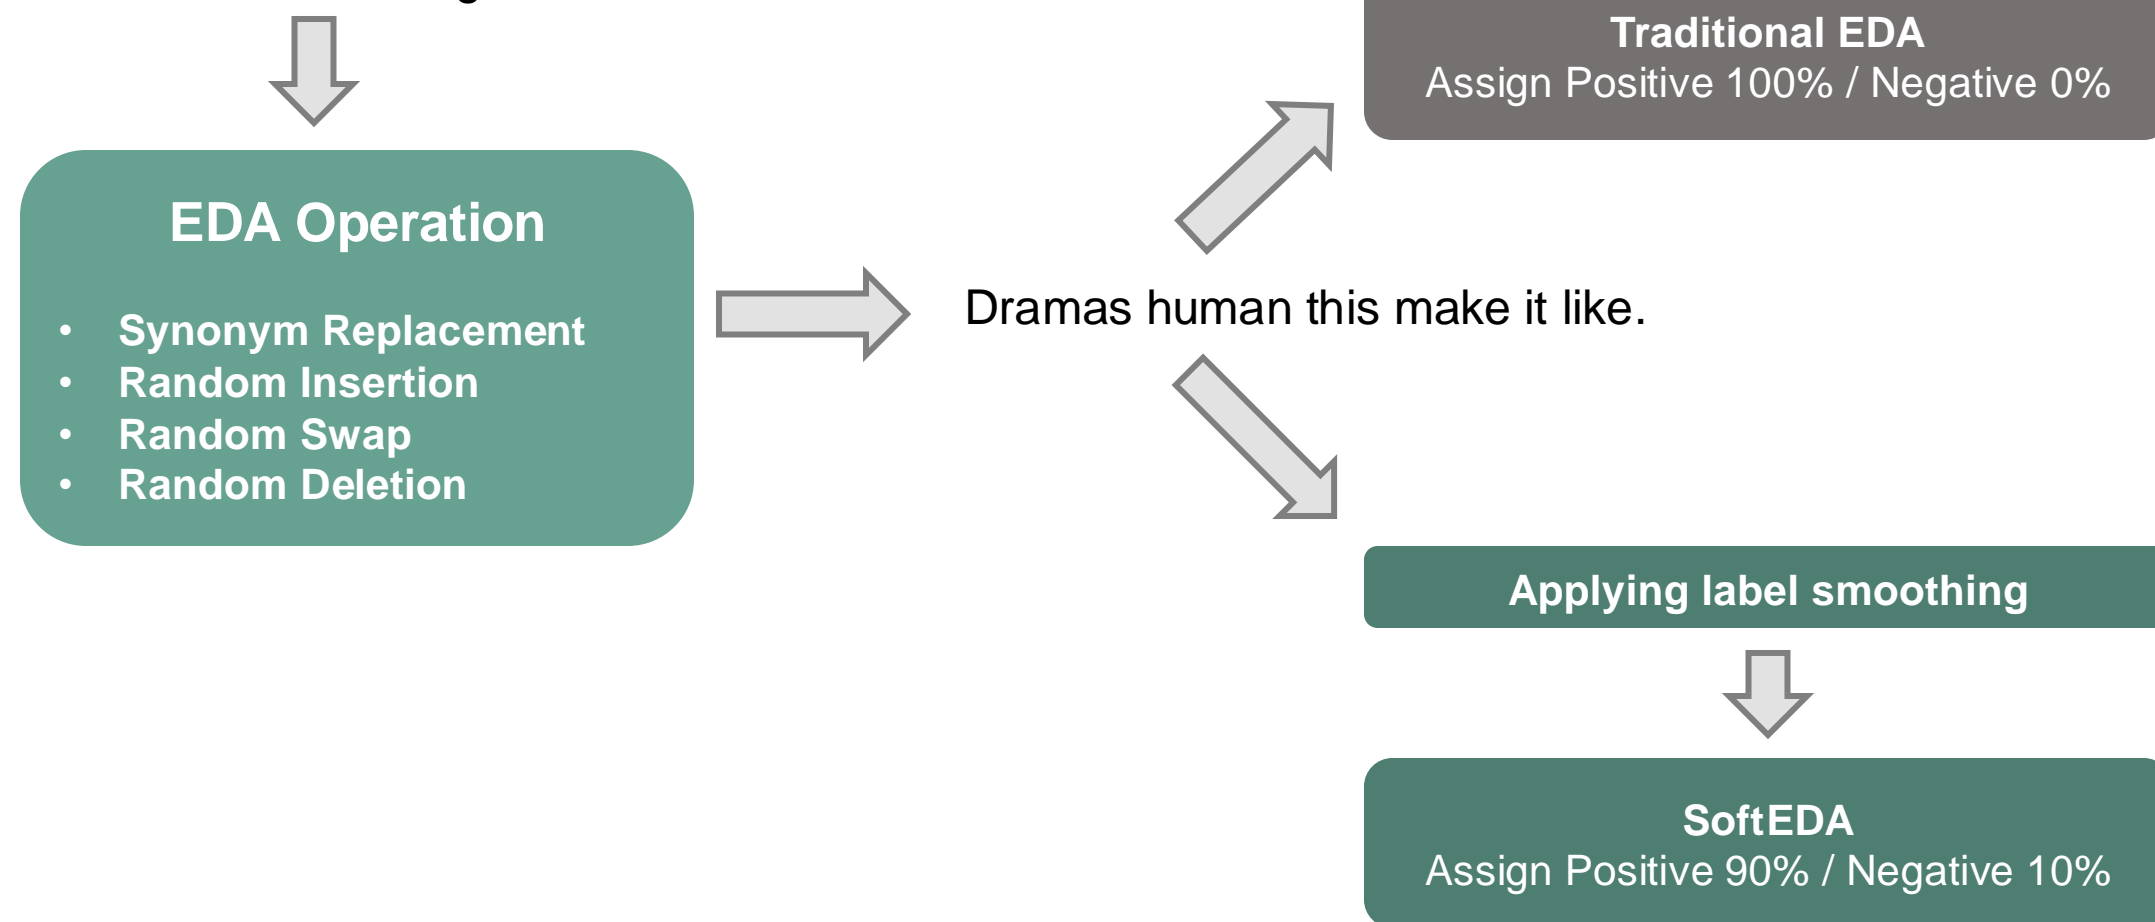 Traditional EDA
Assign Positive 100% / Negative 0%
EDA Operation
• Synonym Replacement
• Random Insertion
• Random Swap
• Random Deletion
Dramas human this make it like.
Applying label smoothing
SoftEDA
Assign Positive 90% / Negative 10%